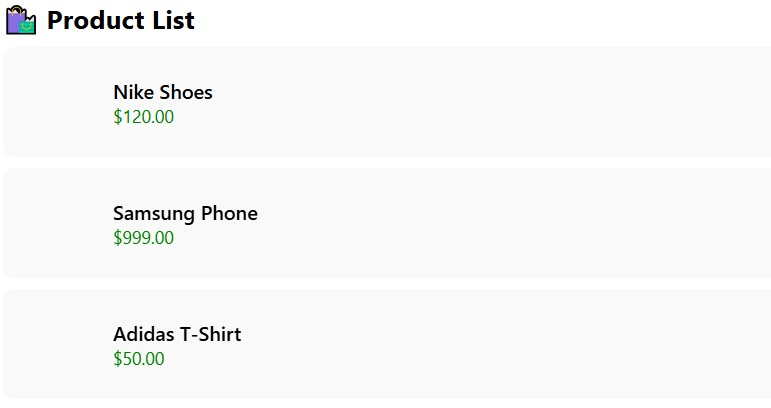 Product List
Nike Shoes
$120.00
Samsung Phone
$999.00
Adidas T-Shirt
$50.00